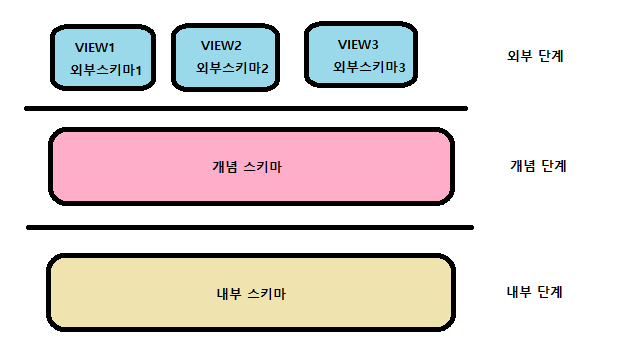 VIEW1
외부스키마1
VIEW2
외부스키마2
VIEW3
외부스키마3
외부 단계
개념 스키마
개념 단계
내부 스키마
내부 단계